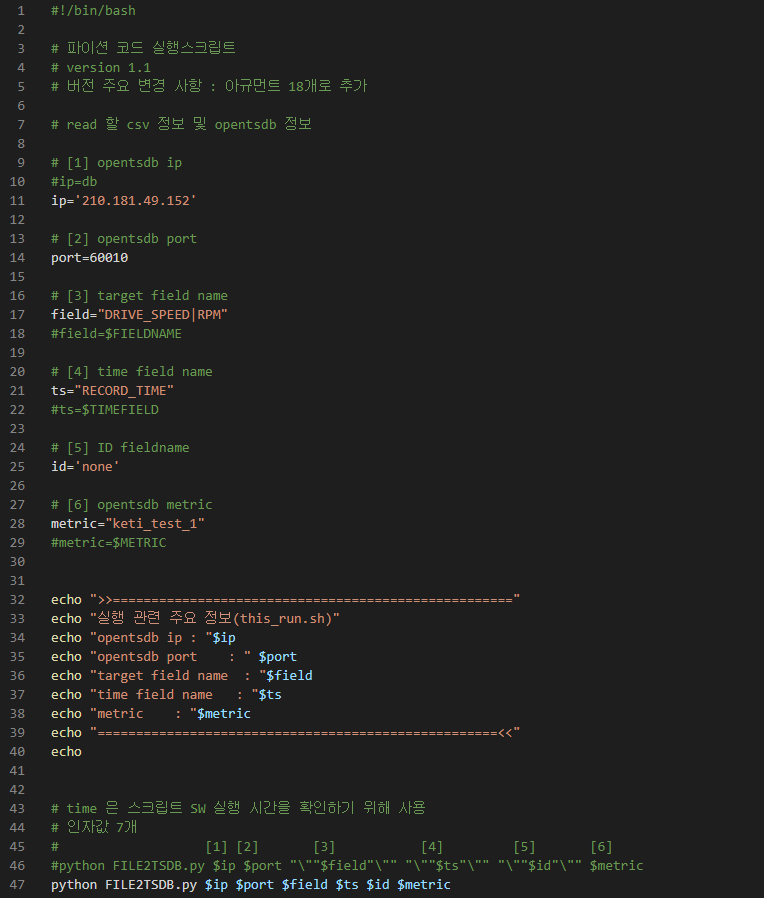 1 #!/bin/bash
2
3 # 파이션 코드 실행스크립트
4 # version 1.1
5 # 버전 주요 변경 사항 : 아규먼트 18개로 추가
6
7 # read 할 csv 정보 및 opentsdb 정보
8
9 # [1] opentsdb ip
10 #ip=db
11 ip='210.181.49.152'
12
13 # [2] opentsdb port
14 port=60010
15
16 # [3] target field name
17 field="DRIVE_SPEED|RPM"
18 #field=$FIELDNAME
19
20 # [4] time field name
21 ts="RECORD_TIME"
22 #ts=$TIMEFIELD
23
24 # [5] ID fieldname
25 id='none'
26
27 # [6] opentsdb metric
28 metric="keti_test_1"
29 #metric=$METRIC
30
31
32 echo ">>===================================================="
33 echo "실행 관련 주요 정보(this_run.sh)"
34 echo "opentsdb ip : "$ip
35 echo "opentsdb port    : " $port
36 echo "target field name  : "$field
37 echo "time field name   : "$ts
38 echo "metric    : "$metric
39 echo "====================================================<<"
40 echo
41
42
43 # time 은 스크립트 SW 실행 시간을 확인하기 위해 사용
44 # 인자값 7개
45 #                   [1] [2]       [3]           [4]         [5]       [6]
46 #python FILE2TSDB.py $ip $port "\""$field"\"" "\""$ts"\"" "\""$id"\"" $metric
47 python FILE2TSDB.py $ip $port $field $ts $id $metric